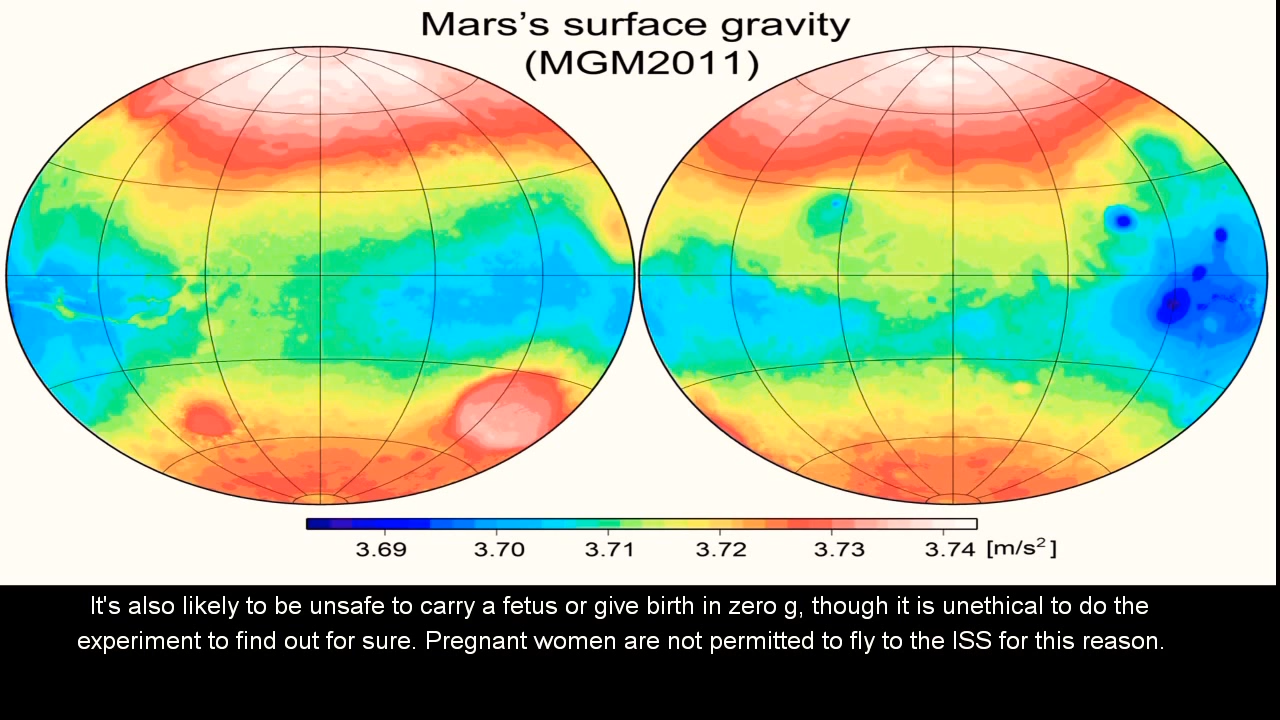 Mars’s surface gravity
(MGM2011)
3.69 3.70 3.71 3.72 3.73 3.74 [m/s²]
It's also likely to be unsafe to carry a fetus or give birth in zero g, though it is unethical to do the
experiment to find out for sure. Pregnant women are not permitted to fly to the ISS for this reason.